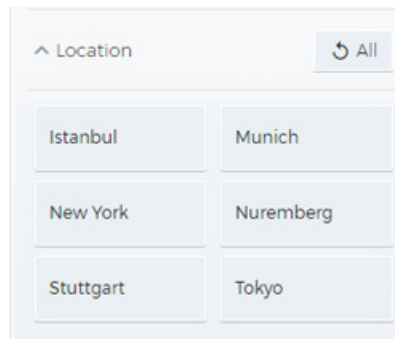 Location
All
Istanbul
Munich
New York
Nuremberg
Stuttgart
Tokyo